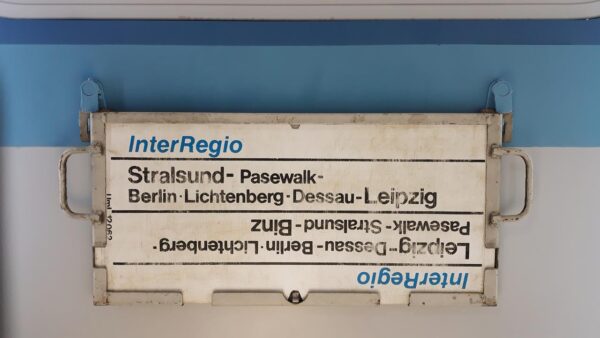 InterRegio
Stralsund- Pasewalk-
Berlin·Lichtenberg-Dessau-Leipzig
InterRegio
Leipzig-Dessau-Berlin·Lichtenberg-
Pasewalk-Stralsund-Binz